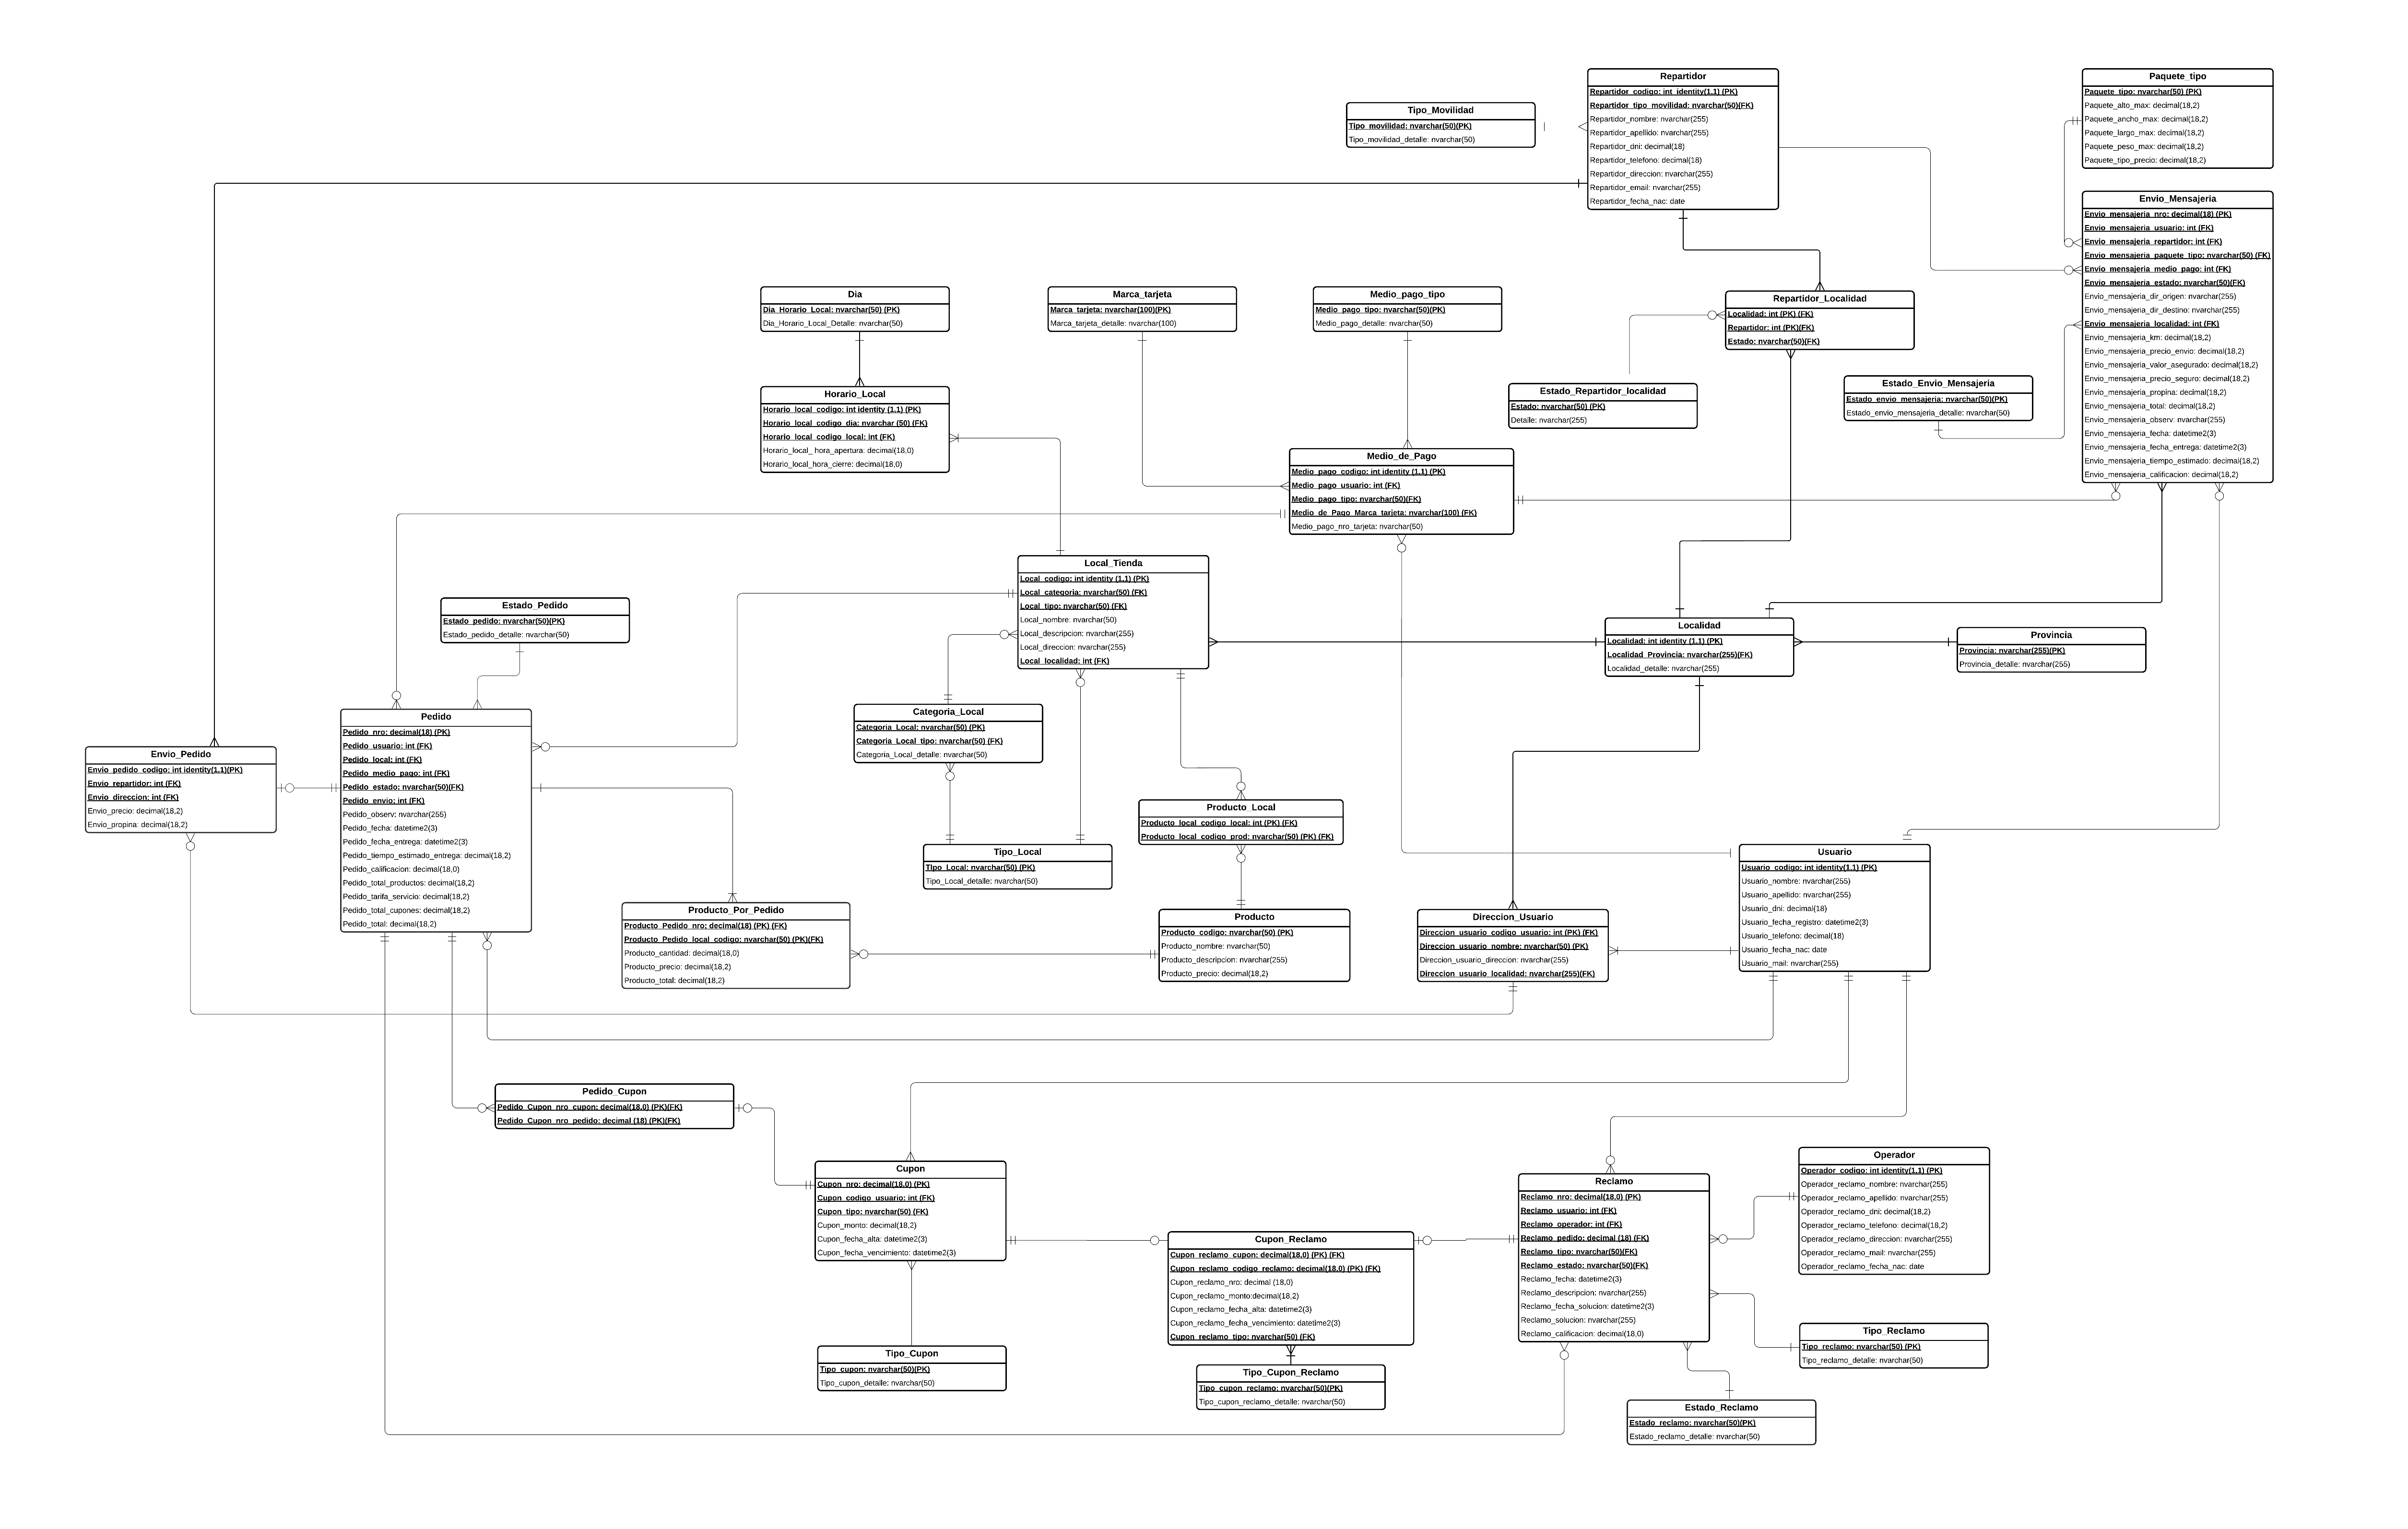 Repartidor
Repartidor_codigo: int identity(1,1) (PK)
Repartidor_tipo_movilidad: nvarchar(50)(FK)
Repartidor_nombre: nvarchar(255)
Repartidor_apellido: nvarchar(255)
Repartidor_dni: decimal(18)
Repartidor_telefono: decimal(18)
Repartidor_direccion: nvarchar(255)
Repartidor_email: nvarchar(255)
Repartidor_fecha_nac: date
Paquete_tipo
Paquete_tipo: nvarchar(50) (PK)
Paquete_alto_max: decimal(18,2)
Paquete_ancho_max: decimal(18,2)
Paquete_largo_max: decimal(18,2)
Paquete_peso_max: decimal(18,2)
Paquete_tipo_precio: decimal(18,2)
Tipo_Movilidad
Tipo_movilidad: nvarchar(50)(PK)
Tipo_movilidad_detalle: nvarchar(50)
Envio_Mensajeria
Envio_mensajeria_nro: decimal(18) (PK)
Envio_mensajeria_usuario: int (FK)
Envio_mensajeria_repartidor: int (FK)
Envio_mensajeria_paquete_tipo: nvarchar(50) (FK)
Envio_mensajeria_medio_pago: int (FK)
Envio_mensajeria_estado: nvarchar(50)(FK)
Envio_mensajeria_dir_origen: nvarchar(255)
Envio_mensajeria_dir_destino: nvarchar(255)
Envio_mensajeria_localidad: int (FK)
Envio_mensajeria_km: decimal(18,2)
Envio_mensajeria_precio_envio: decimal(18,2)
Envio_mensajeria_valor_asegurado: decimal(18,2)
Envio_mensajeria_precio_seguro: decimal(18,2)
Envio_mensajeria_propina: decimal(18,2)
Envio_mensajeria_total: decimal(18,2)
Envio_mensajeria_observ: nvarchar(255)
Envio_mensajeria_fecha: datetime2(3)
Envio_mensajeria_fecha_entrega: datetime2(3)
Envio_mensajeria_tiempo_estimado: decimal(18,2)
Envio_mensajeria_calificacion: decimal(18,2)
Dia
Dia_Horario_Local: nvarchar(50) (PK)
Dia_Horario_Local_Detalle: nvarchar(50)
Marca_tarjeta
Marca_tarjeta: nvarchar(100)(PK)
Marca_tarjeta_detalle: nvarchar(100)
Medio_pago_tipo
Medio_pago_tipo: nvarchar(50)(PK)
Medio_pago_detalle: nvarchar(50)
Repartidor_Localidad
Localidad: int (PK) (FK)
Repartidor: int (PK)(FK)
Estado: nvarchar(50)(FK)
Horario_Local
Horario_local_codigo: int identity (1,1) (PK)
Horario_local_codigo_dia: nvarchar (50) (FK)
Horario_local_codigo_local: int (FK)
Horario_local_ hora_apertura: decimal(18,0)
Horario_local_hora_cierre: decimal(18,0)
Estado_Repartidor_localidad
Estado: nvarchar(50) (PK)
Detalle: nvarchar(255)
Estado_Envio_Mensajeria
Estado_envio_mensajeria: nvarchar(50)(PK)
Estado_envio_mensajeria_detalle: nvarchar(50)
Medio_de_Pago
Medio_pago_codigo: int identity (1,1) (PK)
Medio_pago_usuario: int (FK)
Medio_pago_tipo: nvarchar(50)(FK)
Medio_de_Pago_Marca_tarjeta: nvarchar(100) (FK)
Medio_pago_nro_tarjeta: nvarchar(50)
Local_Tienda
Local_codigo: int identity (1,1) (PK)
Local_categoria: nvarchar(50) (FK)
Local_tipo: nvarchar(50) (FK)
Local_nombre: nvarchar(50)
Local_descripcion: nvarchar(255)
Local_direccion: nvarchar(255)
Local_localidad: int (FK)
Estado_Pedido
Estado_pedido: nvarchar(50)(PK)
Estado_pedido_detalle: nvarchar(50)
Localidad
Localidad: int identity (1,1) (PK)
Localidad_Provincia: nvarchar(255)(FK)
Localidad_detalle: nvarchar(255)
Provincia
Provincia: nvarchar(255)(PK)
Provincia_detalle: nvarchar(255)
Pedido
Pedido_nro: decimal(18) (PK)
Pedido_usuario: int (FK)
Pedido_local: int (FK)
Pedido_medio_pago: int (FK)
Pedido_estado: nvarchar(50)(FK)
Pedido_envio: int (FK)
Pedido_observ: nvarchar(255)
Pedido_fecha: datetime2(3)
Pedido_fecha_entrega: datetime2(3)
Pedido_tiempo_estimado_entrega: decimal(18,2)
Pedido_calificacion: decimal(18,0)
Pedido_total_productos: decimal(18,2)
Pedido_tarifa_servicio: decimal(18,2)
Pedido_total_cupones: decimal(18,2)
Pedido_total: decimal(18,2)
Categoria_Local
Categoria_Local: nvarchar(50) (PK)
Categoria_Local_tipo: nvarchar(50) (FK)
Categoria_Local_detalle: nvarchar(50)
Envio_Pedido
Envio_pedido_codigo: int identity(1,1)(PK)
Envio_repartidor: int (FK)
Envio_direccion: int (FK)
Envio_precio: decimal(18,2)
Envio_propina: decimal(18,2)
Producto_Local
Producto_local_codigo_local: int (PK) (FK)
Producto_local_codigo_prod: nvarchar(50) (PK) (FK)
Tipo_Local
TIpo_Local: nvarchar(50) (PK)
Tipo_Local_detalle: nvarchar(50)
Usuario
Usuario_codigo: int identity(1,1) (PK)
Usuario_nombre: nvarchar(255)
Usuario_apellido: nvarchar(255)
Usuario_dni: decimal(18)
Usuario_fecha_registro: datetime2(3)
Usuario_telefono: decimal(18)
Usuario_fecha_nac: date
Usuario_mail: nvarchar(255)
Producto_Por_Pedido
Producto_Pedido_nro: decimal(18) (PK) (FK)
Producto_Pedido_local_codigo: nvarchar(50) (PK)(FK)
Producto_cantidad: decimal(18,0)
Producto_precio: decimal(18,2)
Producto_total: decimal(18,2)
Producto
Producto_codigo: nvarchar(50) (PK)
Producto_nombre: nvarchar(50)
Producto_descripcion: nvarchar(255)
Producto_precio: decimal(18,2)
Direccion_Usuario
Direccion_usuario_codigo_usuario: int (PK) (FK)
Direccion_usuario_nombre: nvarchar(50) (PK)
Direccion_usuario_direccion: nvarchar(255)
Direccion_usuario_localidad: nvarchar(255)(FK)
Pedido_Cupon
Pedido_Cupon_nro_cupon: decimal(18,0) (PK)(FK)
Pedido_Cupon_nro_pedido: decimal (18) (PK)(FK)
Cupon
Cupon_nro: decimal(18,0) (PK)
Cupon_codigo_usuario: int (FK)
Cupon_tipo: nvarchar(50) (FK)
Cupon_monto: decimal(18,2)
Cupon_fecha_alta: datetime2(3)
Cupon_fecha_vencimiento: datetime2(3)
Reclamo
Reclamo_nro: decimal(18,0) (PK)
Reclamo_usuario: int (FK)
Reclamo_operador: int (FK)
Reclamo_pedido: decimal (18) (FK)
Reclamo_tipo: nvarchar(50)(FK)
Reclamo_estado: nvarchar(50)(FK)
Reclamo_fecha: datetime2(3)
Reclamo_descripcion: nvarchar(255)
Reclamo_fecha_solucion: datetime2(3)
Reclamo_solucion: nvarchar(255)
Reclamo_calificacion: decimal(18,0)
Operador
Operador_codigo: int identity(1,1) (PK)
Operador_reclamo_nombre: nvarchar(255)
Operador_reclamo_apellido: nvarchar(255)
Operador_reclamo_dni: decimal(18,2)
Operador_reclamo_telefono: decimal(18,2)
Operador_reclamo_direccion: nvarchar(255)
Operador_reclamo_mail: nvarchar(255)
Operador_reclamo_fecha_nac: date
Cupon_Reclamo
Cupon_reclamo_cupon: decimal(18,0) (PK) (FK)
Cupon_reclamo_codigo_reclamo: decimal(18,0) (PK) (FK)
Cupon_reclamo_nro: decimal (18,0)
Cupon_reclamo_monto:decimal(18,2)
Cupon_reclamo_fecha_alta: datetime2(3)
Cupon_reclamo_fecha_vencimiento: datetime2(3)
Cupon_reclamo_tipo: nvarchar(50) (FK)
Tipo_Reclamo
Tipo_reclamo: nvarchar(50) (PK)
Tipo_reclamo_detalle: nvarchar(50)
Tipo_Cupon
Tipo_cupon: nvarchar(50)(PK)
Tipo_cupon_detalle: nvarchar(50)
Tipo_Cupon_Reclamo
Tipo_cupon_reclamo: nvarchar(50)(PK)
Tipo_cupon_reclamo_detalle: nvarchar(50)
Estado_Reclamo
Estado_reclamo: nvarchar(50)(PK)
Estado_reclamo_detalle: nvarchar(50)